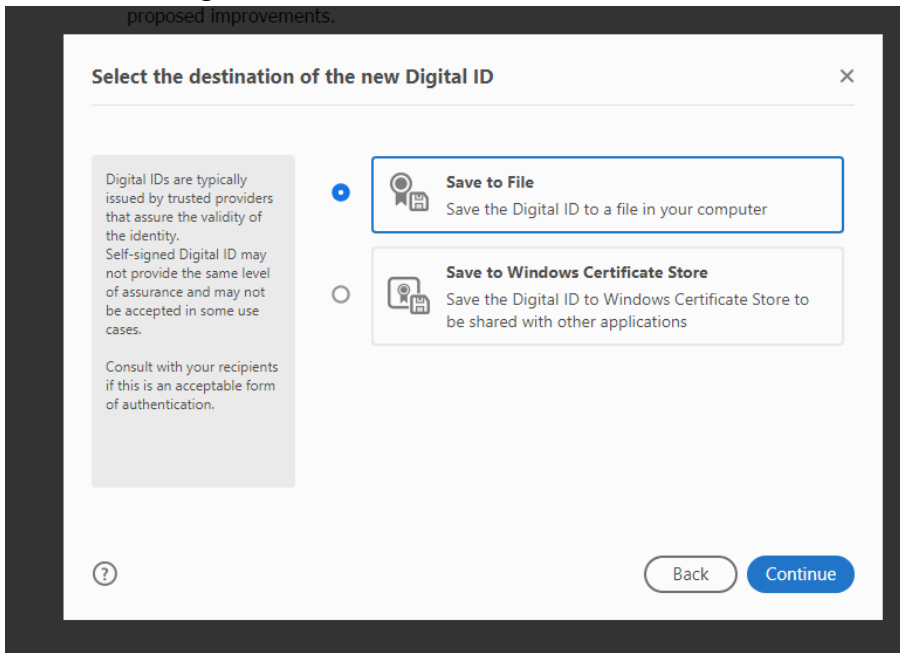 proposed improvements.
Select the destination of the new Digital ID
Digital IDs are typically
issued by trusted providers
that assure the validity of
the identity.
Self-signed Digital ID may
not provide the same level
of assurance and may not
be accepted in some use
cases.
Consult with your recipients
if this is an acceptable form
of authentication.
Save to File
Save the Digital ID to a file in your computer
Save to Windows Certificate Store
Save the Digital ID to Windows Certificate Store to
be shared with other applications
?
Back
Continue